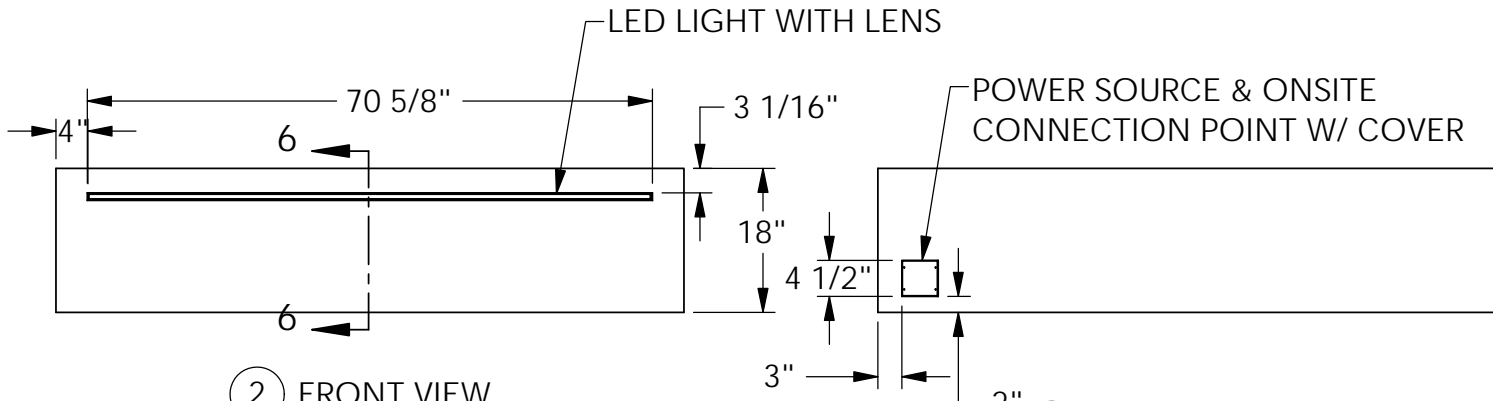 LED LIGHT WITH LENS
70 5/8"
3 1/16"
POWER SOURCE & ONSITE
CONNECTION POINT W/ COVER
4"
6
18"
4 1/2"
6
3"
2 FRONT VIEW